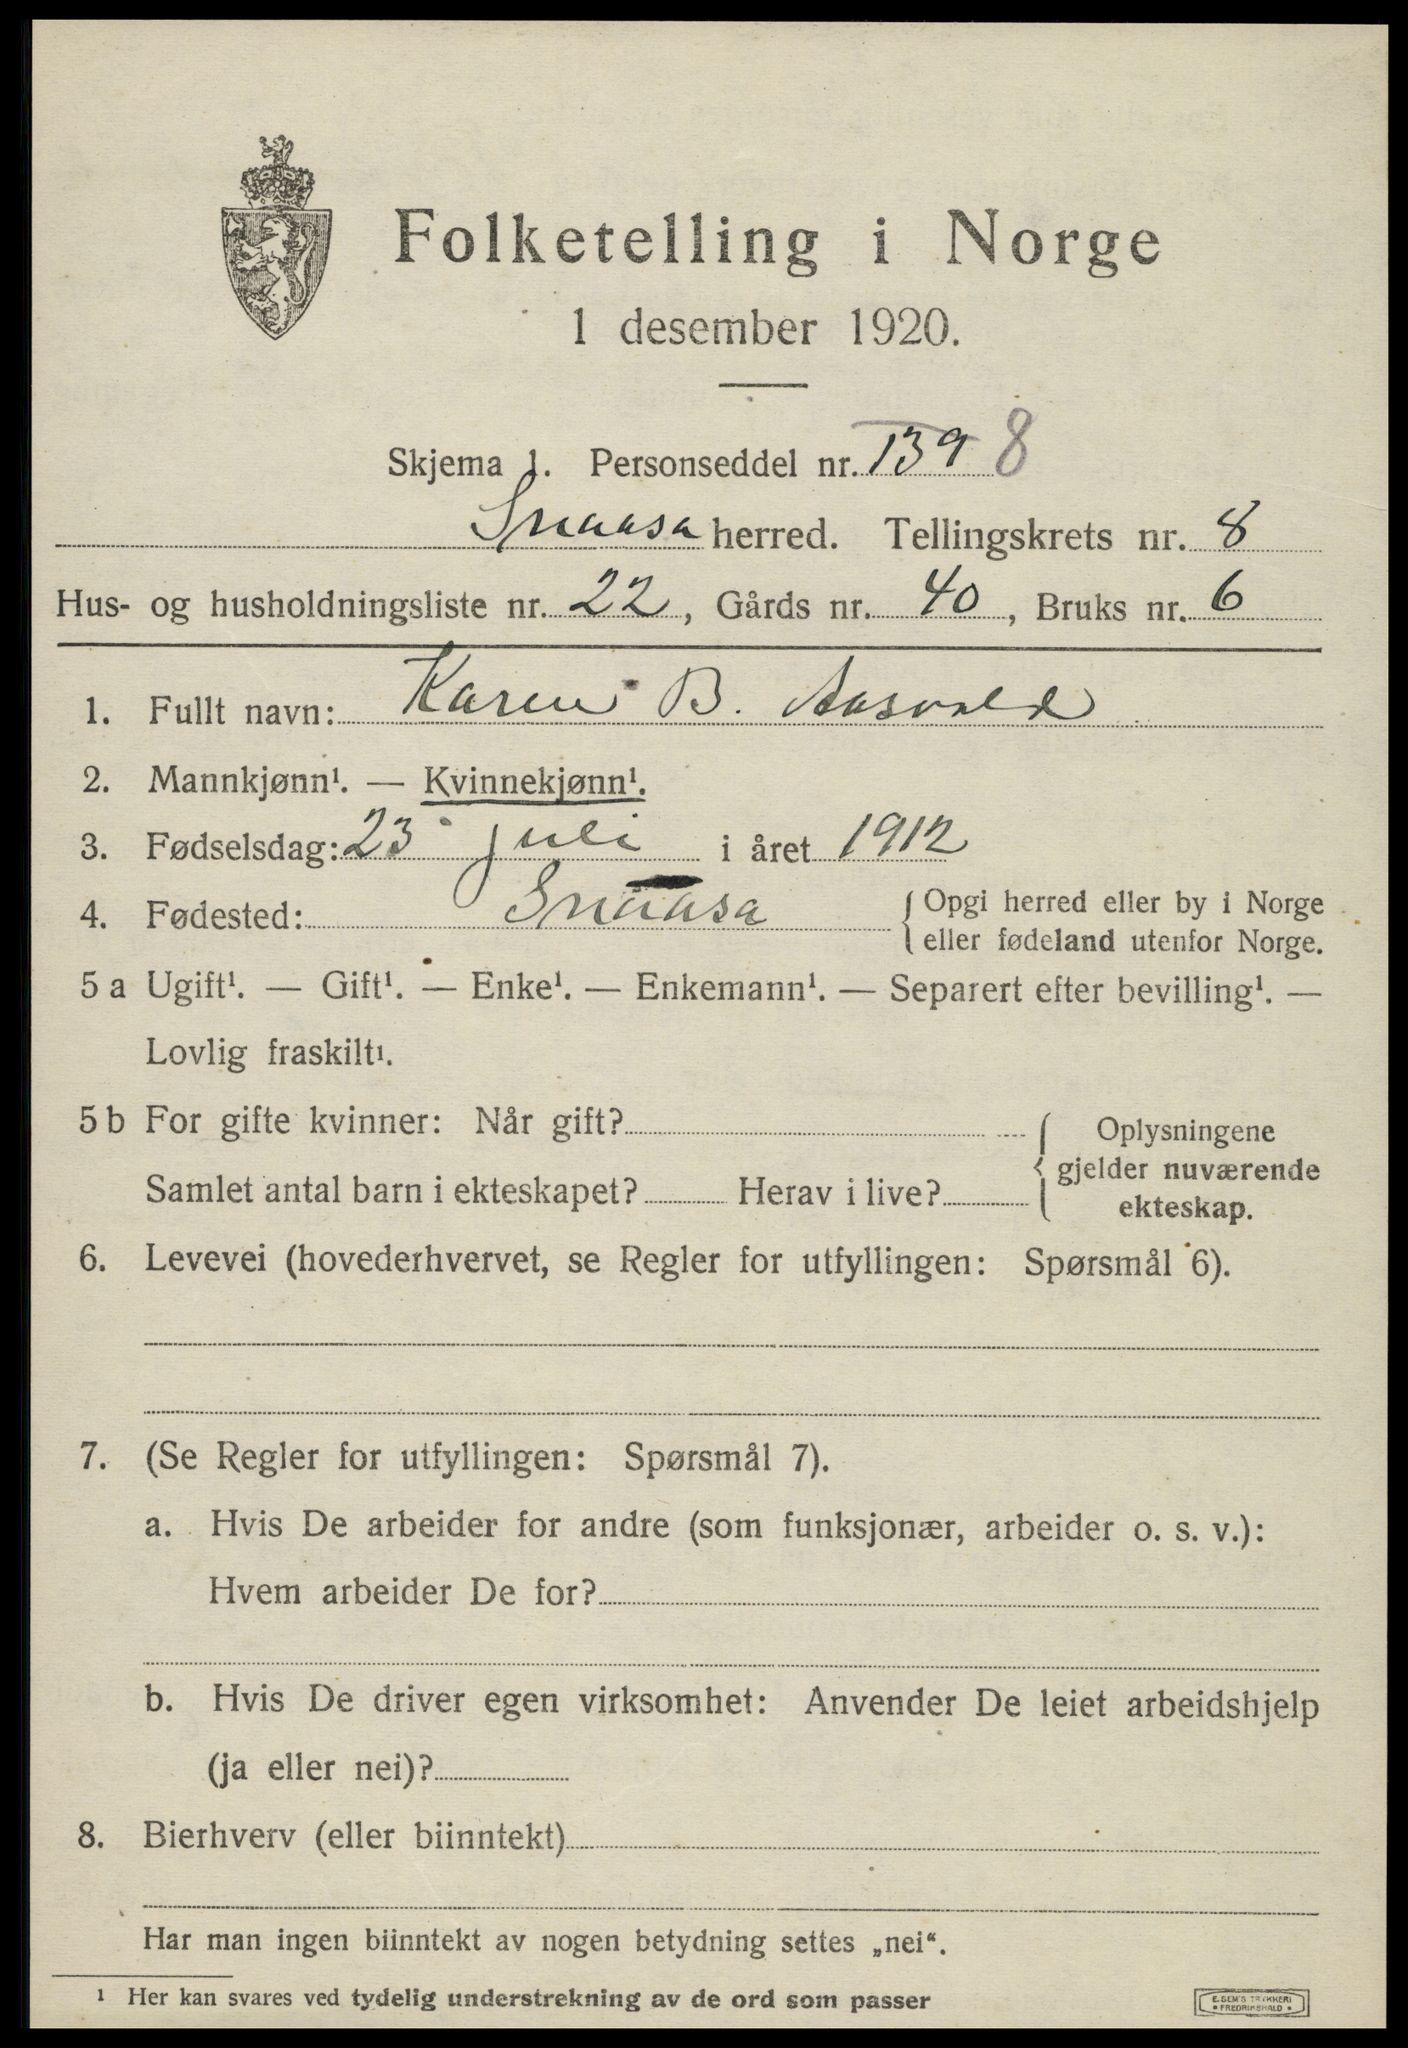 Folketelling i Norge
1 desember 1920.
Skjema 1. Personseddel nr. 139 8
Snaasa herred. Tellingskrets nr. 8
Hus- og husholdningsliste nr. 22, Gårds nr. 40, Bruks nr. 6
1. Fullt navn: Karen B. Aasvold
2. Mannkjønn¹. — Kvinnekjønn¹.
3. Fødselsdag: 23 juli i året 1912
4. Fødested: Snaasa { Opgi herred eller by i Norge
eller fødeland utenfor Norge.
5 a Ugift¹. — Gift¹. — Enke¹. — Enkemann¹. — Separert efter bevilling¹. —
Lovlig fraskilt¹.
5 b For gifte kvinner: Når gift?
Samlet antal barn i ekteskapet? Herav i live?
{ Oplysningene
gjelder nuværende
ekteskap.
6. Levevei (hovederhvervet, se Regler for utfyllingen: Spørsmål 6).
7. (Se Regler for utfyllingen: Spørsmål 7).
a. Hvis De arbeider for andre (som funksjonær, arbeider o. s. v.):
Hvem arbeider De for?
b. Hvis De driver egen virksomhet: Anvender De leiet arbeidshjelp
(ja eller nei)?
8. Bierhverv (eller biinntekt)
Har man ingen biinntekt av nogen betydning settes „nei“.
¹ Her kan svares ved tydelig understrekning av de ord som passer
E. SEM'S TRYKKERI
• FREDRIKSHALD •